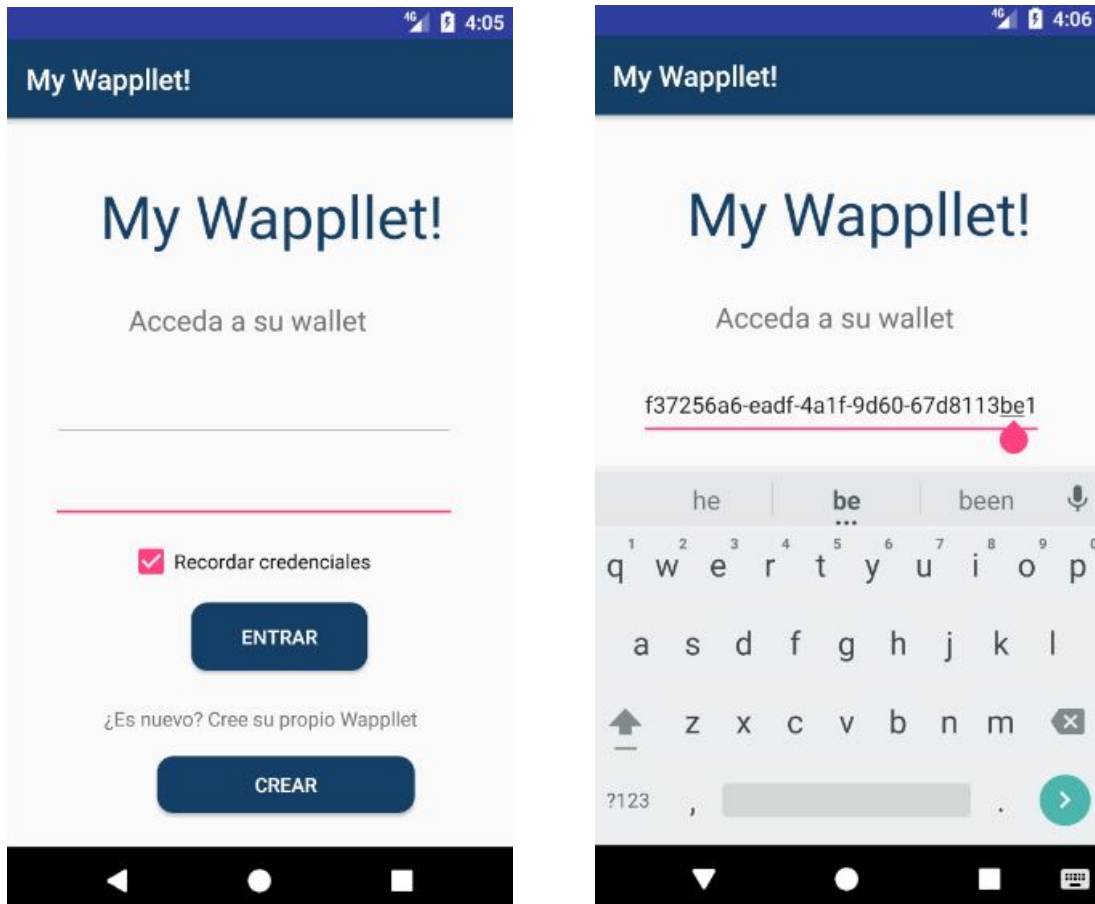 4G 4:05
My Wappllet!
My Wappllet!
Acceda a su wallet
Recordar credenciales
ENTRAR
¿Es nuevo? Cree su propio Wappllet
CREAR
4G 4:06
My Wappllet!
My Wappllet!
Acceda a su wallet
f37256a6-eadf-4a1f-9d60-67d8113be1
he be been
1 2 3 4 5 6 7 8 9 0
q w e r t y u i o p
a s d f g h j k l
z x c v b n m
?123 , .